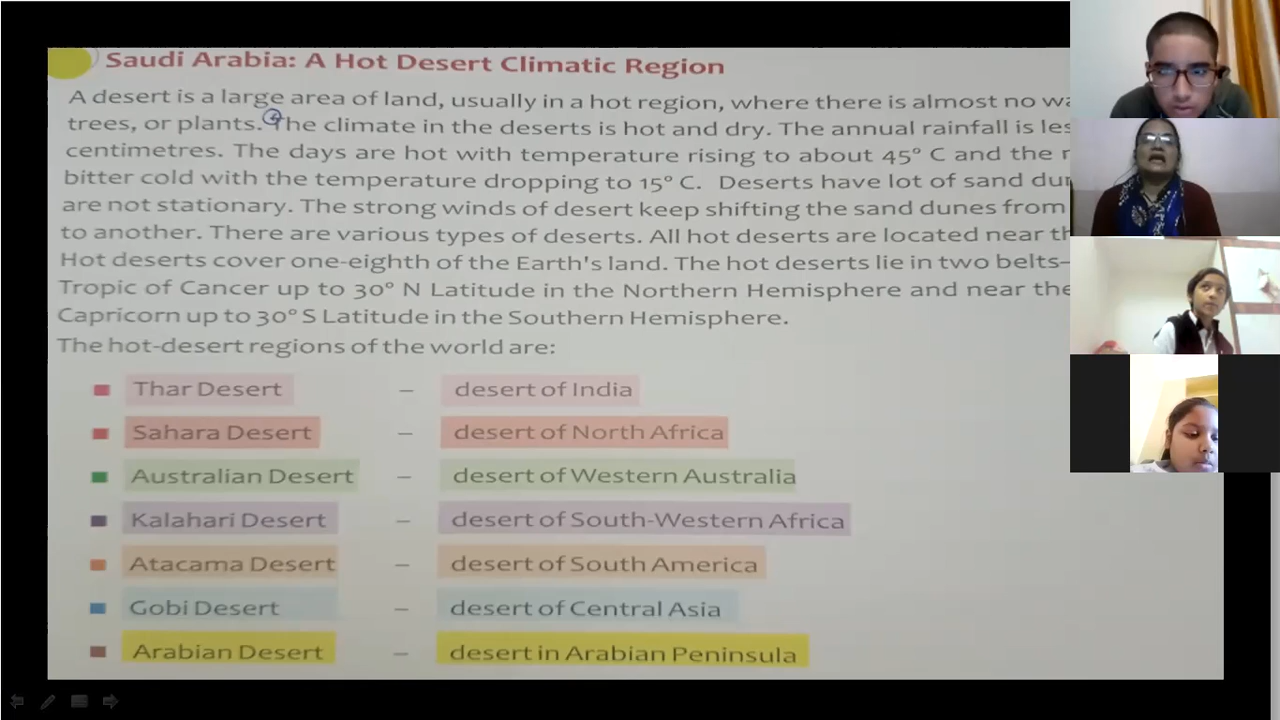 Saudi Arabia: A Hot Desert Climatic Region
A desert is a large area of land, usually in a hot region, where there is almost no
trees, or plants. The climate in the deserts is hot and dry. The annual rainfall is
centimetres. The days are hot with temperature rising to about 45° C and the
bitter cold with the temperature dropping to 15° C. Deserts have lot of sand
are not stationary. The strong winds of desert keep shifting the sand dunes from
to another. There are various types of deserts. All hot deserts are located near
Hot deserts cover one-eighth of the Earth's land. The hot deserts lie in two belts–
Tropic of Cancer up to 30° N Latitude in the Northern Hemisphere and near the
Capricorn up to 30° S Latitude in the Southern Hemisphere.
The hot-desert regions of the world are:
Thar Desert – desert of India
Sahara Desert – desert of North Africa
Australian Desert – desert of Western Australia
Kalahari Desert – desert of South-Western Africa
Atacama Desert – desert of South America
Gobi Desert – desert of Central Asia
Arabian Desert – desert in Arabian Peninsula